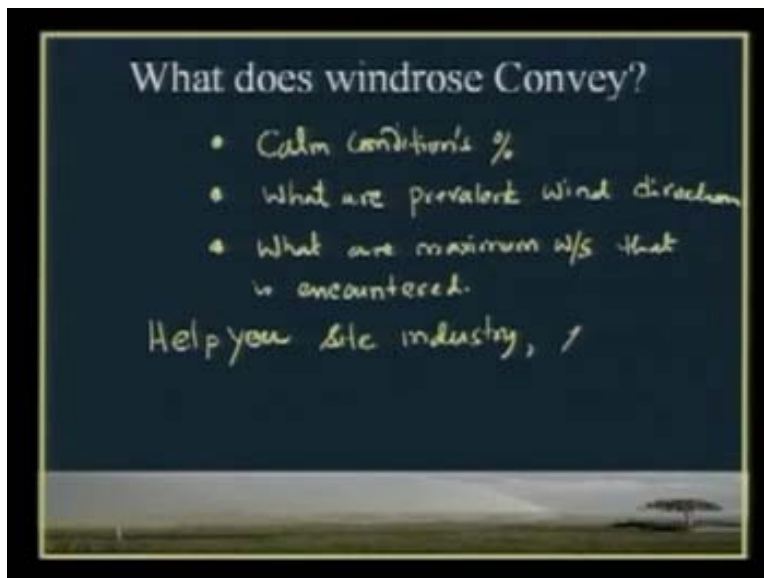 What does windrose Convey?
• Calm Condition's %
• What are prevalent wind direction
• What are maximum w/s that
is encountered.
Help you site industry,